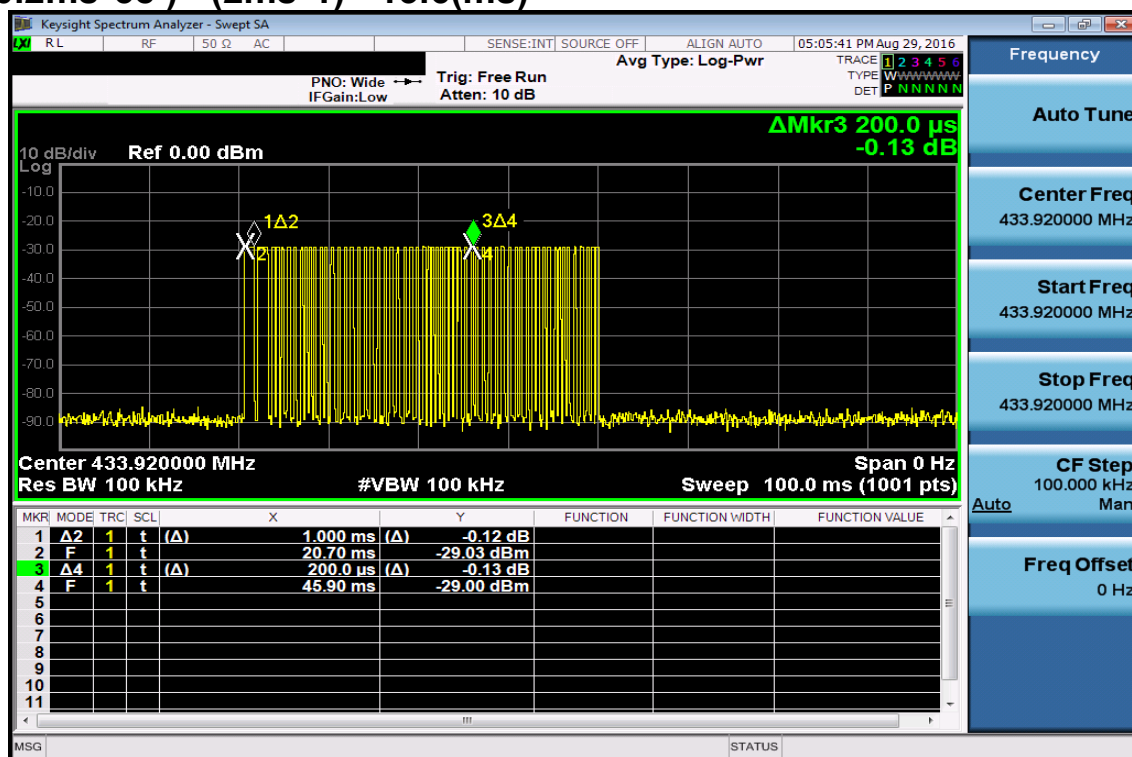 Keysight Spectrum Analyzer - Swept SA
LXI RL RF 50 Ω AC SENSE:INT SOURCE OFF ALIGN AUTO 05:05:41 PM Aug 29, 2016
PNO: Wide
IFGain:Low
Trig: Free Run
Atten: 10 dB
Avg Type: Log-Pwr
TRACE 1 2 3 4 5 6
TYPE WWWWWWW
DET P N N N N N
ΔMkr3 200.0 µs
-0.13 dB
10 dB/div Ref 0.00 dBm
Log
-10.0
-20.0
-30.0
-40.0
-50.0
-60.0
-70.0
-80.0
-90.0
1Δ2
2
3Δ4
4
Center 433.920000 MHz Span 0 Hz
Res BW 100 kHz #VBW 100 kHz Sweep 100.0 ms (1001 pts)
MKR MODE TRC SCL X Y FUNCTION FUNCTION WIDTH FUNCTION VALUE
1 Δ2 1 t (Δ) 1.000 ms (Δ) -0.12 dB
2 F 1 t 20.70 ms -29.03 dBm
3 Δ4 1 t (Δ) 200.0 µs (Δ) -0.13 dB
4 F 1 t 45.90 ms -29.00 dBm
5
6
7
8
9
10
11
MSG STATUS
Frequency
Auto Tune
Center Freq
433.920000 MHz
Start Freq
433.920000 MHz
Stop Freq
433.920000 MHz
CF Step
100.000 kHz
Auto Man
Freq Offset
0 Hz